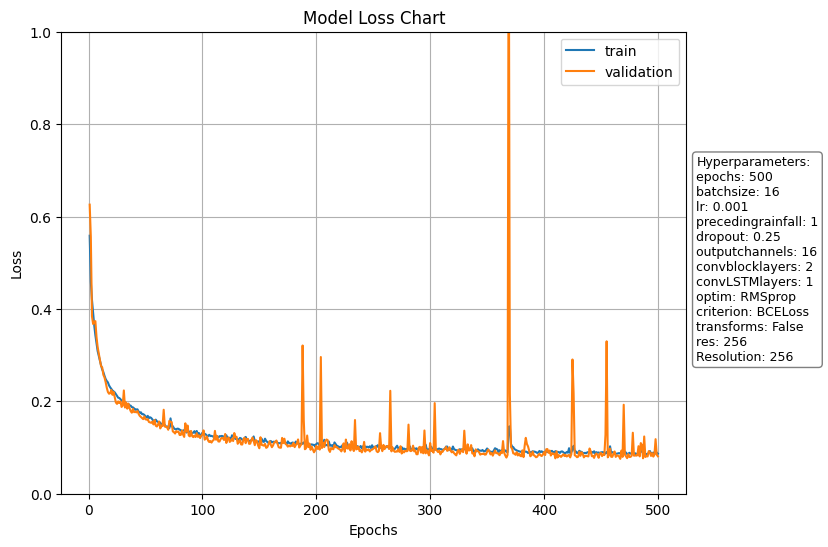 Model Loss Chart
1.0
0.8
0.6
0.4
0.2
0.0
Loss
0
100
200
300
400
500
Epochs
train
validation
Hyperparameters:
epochs: 500
batchsize: 16
lr: 0.001
precedingrainfall: 1
dropout: 0.25
outputchannels: 16
convblocklayers: 2
convLSTMlayers: 1
optim: RMSprop
criterion: BCELoss
transforms: False
res: 256
Resolution: 256